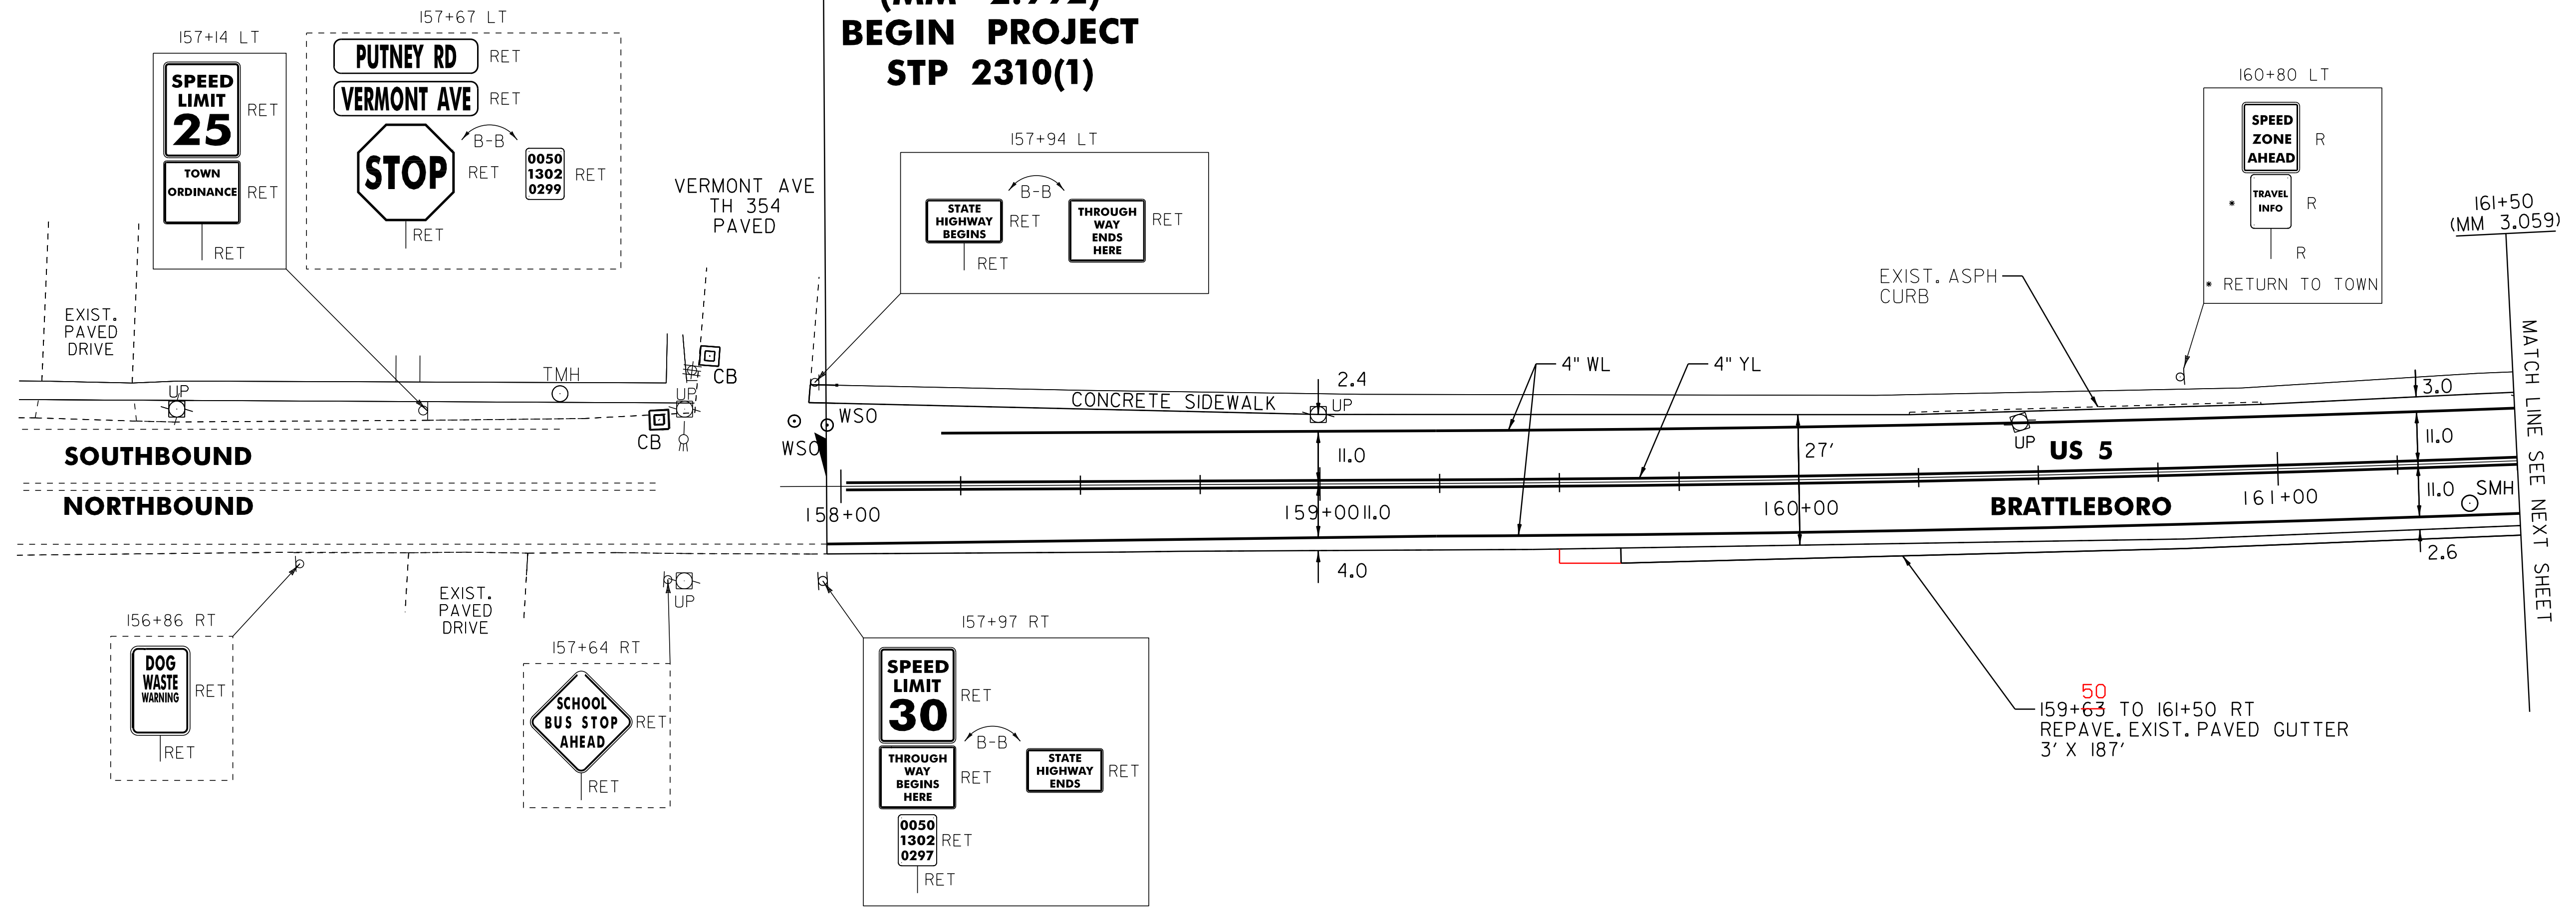 (MM 2.992)
BEGIN PROJECT
STP 2310(1)
157+14 LT
SPEED
LIMIT
25
RET
TOWN
ORDINANCE
RET
RET
157+67 LT
PUTNEY RD
RET
VERMONT AVE
RET
STOP
RET
B-B
0050
1302
0299
RET
RET
VERMONT AVE
TH 354
PAVED
157+94 LT
STATE
HIGHWAY
BEGINS
RET
B-B
THROUGH
WAY
ENDS
HERE
RET
RET
160+80 LT
SPEED
ZONE
AHEAD
R
* TRAVEL
INFO
R
R
* RETURN TO TOWN
161+50
(MM 3.059)
MATCH LINE SEE NEXT SHEET
EXIST. ASPH
CURB
EXIST.
PAVED
DRIVE
UP
TMH
UP
CB
CB
WSO
WSO
CONCRETE SIDEWALK
2.4
UP
4" WL
4" YL
3.0
SOUTHBOUND
NORTHBOUND
11.0
27'
UP
US 5
11.0
158+00
159+00
11.0
160+00
BRATTLEBORO
161+00
11.0
SMH
4.0
2.6
156+86 RT
DOG
WASTE
WARNING
RET
RET
EXIST.
PAVED
DRIVE
UP
157+64 RT
SCHOOL
BUS STOP
AHEAD
RET
RET
157+97 RT
SPEED
LIMIT
30
RET
THROUGH
WAY
BEGINS
HERE
RET
B-B
STATE
HIGHWAY
ENDS
RET
0050
1302
0297
RET
RET
50
159+63 TO 161+50 RT
REPAVE. EXIST. PAVED GUTTER
3' X 187'